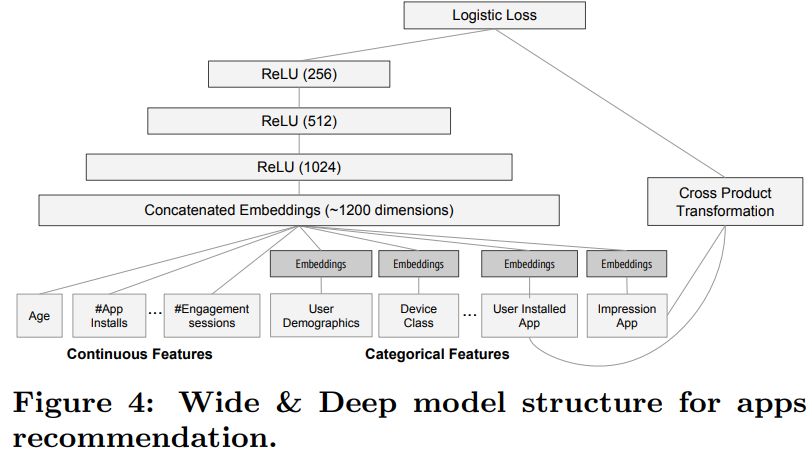 Logistic Loss
ReLU (256)
ReLU (512)
ReLU (1024)
Concatenated Embeddings (~1200 dimensions)
Cross Product
Transformation
Embeddings
Embeddings
Embeddings
Embeddings
Age
#App
Installs
...
#Engagement
sessions
User
Demographics
Device
Class
...
User Installed
App
Impression
App
Continuous Features
Categorical Features
Figure 4: Wide & Deep model structure for apps
recommendation.